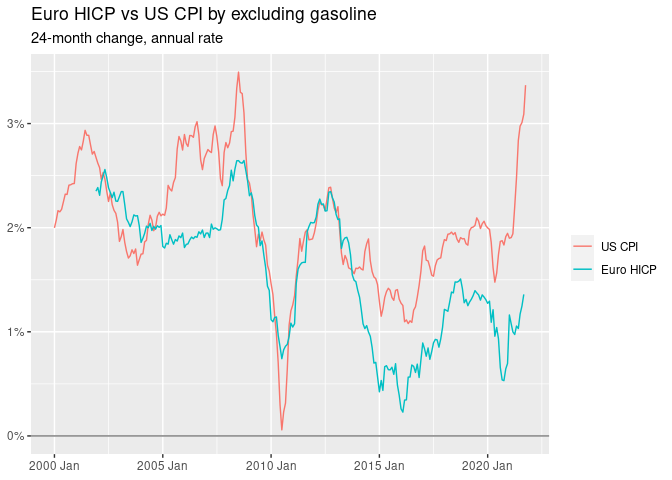 Euro HICP vs US CPI by excluding gasoline
24-month change, annual rate
3%
2%
1%
0%
2000 Jan
2005 Jan
2010 Jan
2015 Jan
2020 Jan
US CPI
Euro HICP